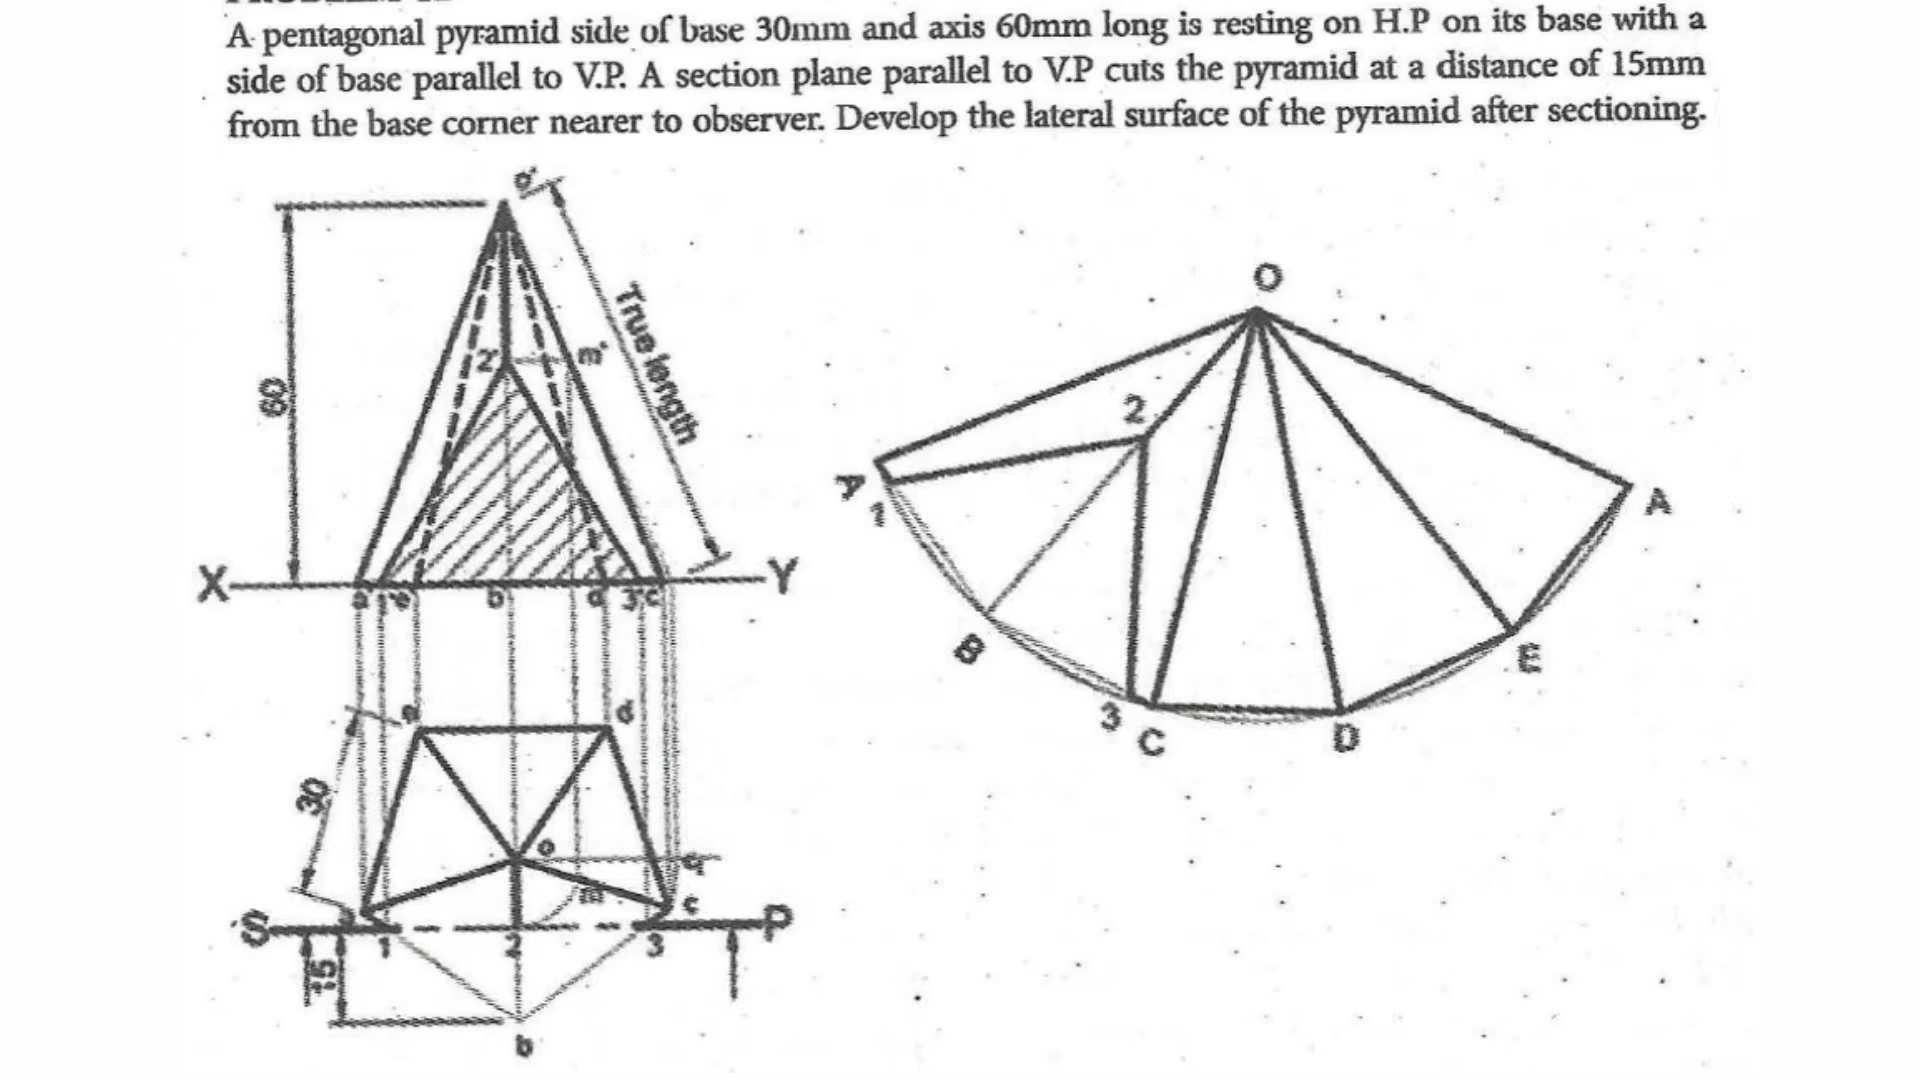 A pentagonal pyramid side of base 30mm and axis 60mm long is resting on H.P on its base with a
side of base parallel to V.P. A section plane parallel to V.P cuts the pyramid at a distance of 15mm
from the base corner nearer to observer. Develop the lateral surface of the pyramid after sectioning.
o'
True length
2'
m'
60
X
Y
a' 1' e' b' d' 3' c'
O
2
A
1
A
B
3
C
D
E
e
d
30
o
q
m
a
c
S
P
1
2
3
15
b